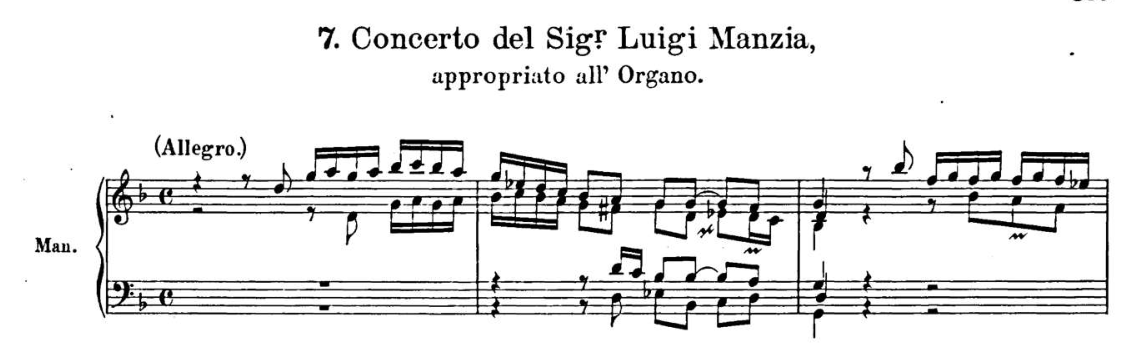 7. Concerto del Sigr Luigi Manzia,
appropriato all' Organo.
(Allegro.)
Man.